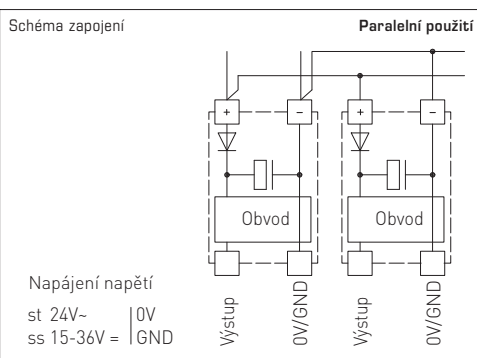 Schéma zapojení
Paralelní použití
+ − + −
Obvod Obvod
Napájení napětí
st 24V~ 0V
ss 15-36V = GND
Výstup
0V/GND
Výstup
0V/GND